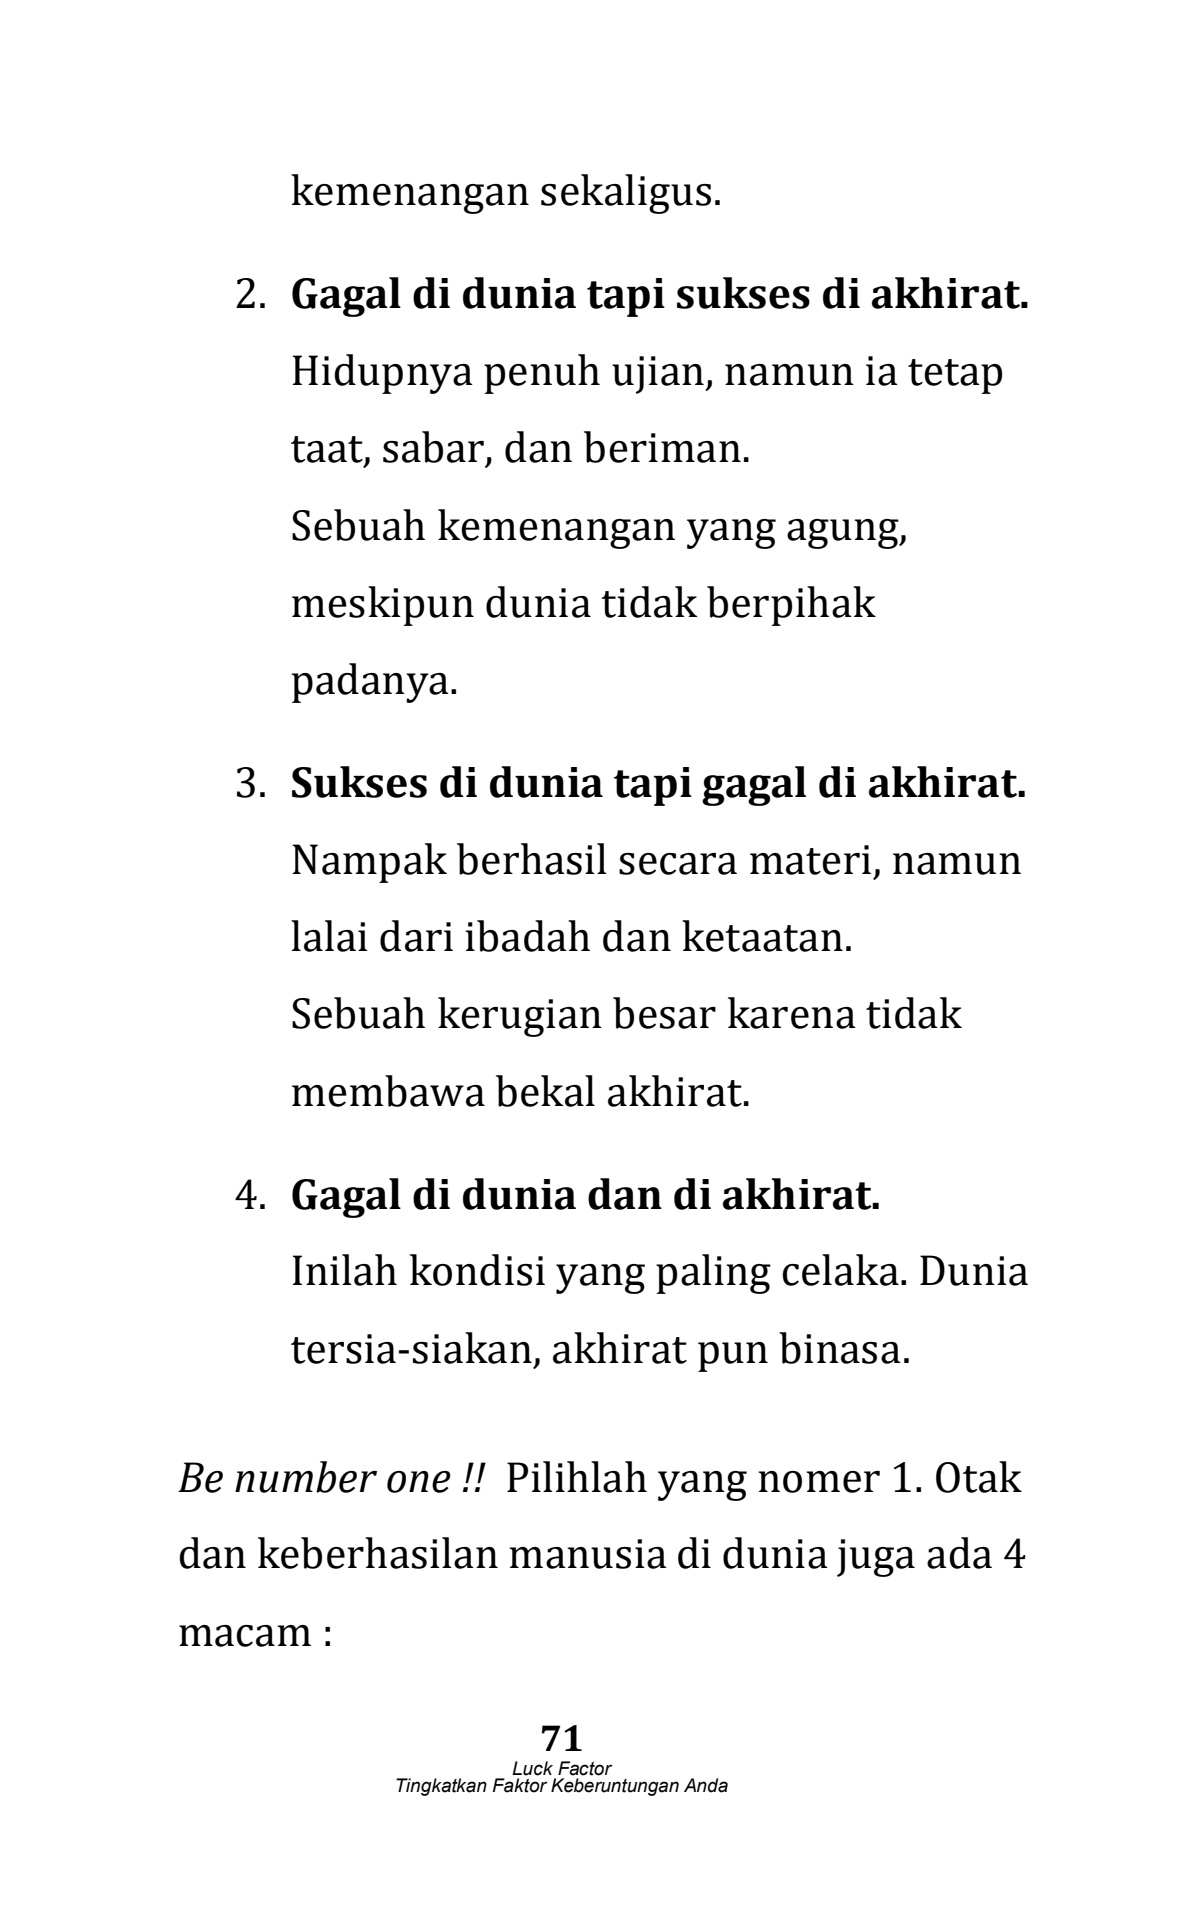 kemenangan sekaligus.
2. Gagal di dunia tapi sukses di akhirat.
Hidupnya penuh ujian, namun ia tetap
taat, sabar, dan beriman.
Sebuah kemenangan yang agung,
meskipun dunia tidak berpihak
padanya.
3. Sukses di dunia tapi gagal di akhirat.
Nampak berhasil secara materi, namun
lalai dari ibadah dan ketaatan.
Sebuah kerugian besar karena tidak
membawa bekal akhirat.
4. Gagal di dunia dan di akhirat.
Inilah kondisi yang paling celaka. Dunia
tersia-siakan, akhirat pun binasa.
Be number one !! Pilihlah yang nomer 1. Otak
dan keberhasilan manusia di dunia juga ada 4
macam :
71
Luck Factor
Tingkatkan Faktor Keberuntungan Anda